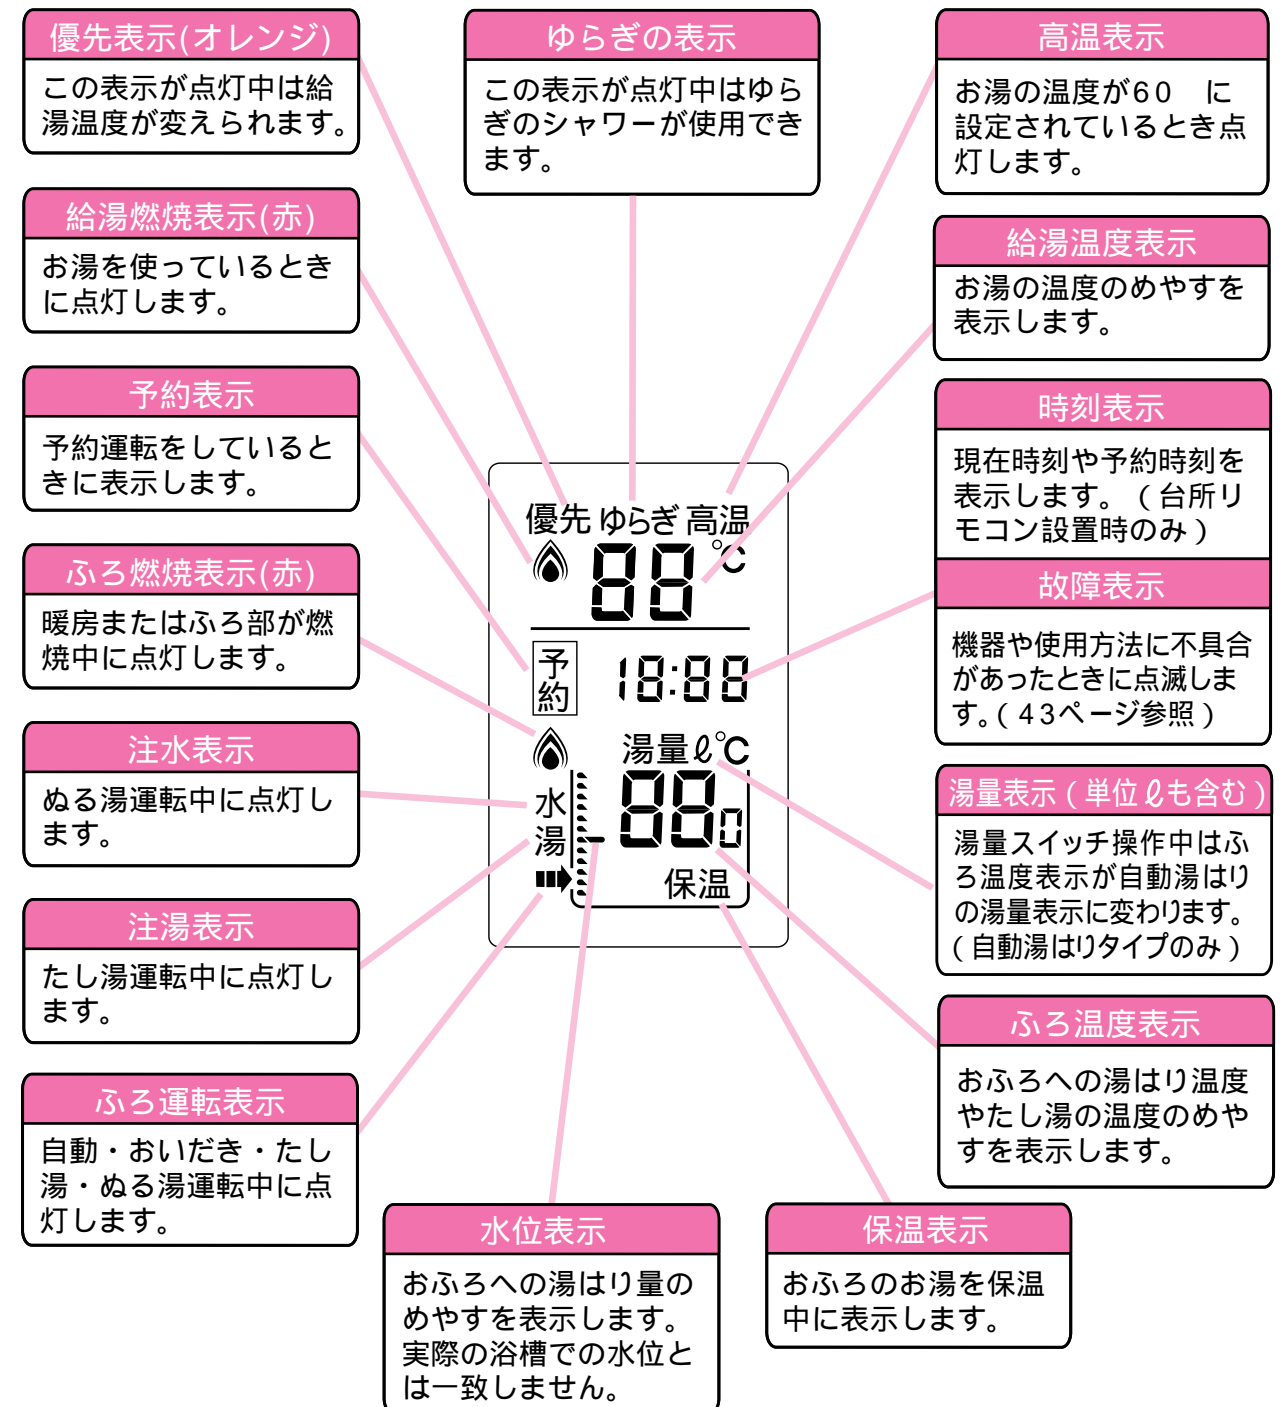 優先表示(オレンジ)
この表示が点灯中は給
湯温度が変えられます。
ゆらぎの表示
この表示が点灯中はゆら
ぎのシャワーが使用でき
ます。
高温表示
お湯の温度が60　に
設定されているとき点
灯します。
給湯燃焼表示(赤)
お湯を使っているとき
に点灯します。
給湯温度表示
お湯の温度のめやすを
表示します。
予約表示
予約運転をしていると
きに表示します。
時刻表示
現在時刻や予約時刻を
表示します。（台所リ
モコン設置時のみ）
故障表示
機器や使用方法に不具合
があったときに点滅しま
す。（43ページ参照）
ふろ燃焼表示(赤)
暖房またはふろ部が燃
焼中に点灯します。
優先 ゆらぎ 高温
88 ℃
予約 18:88
湯量 ℓ ℃
水 880
湯
保温
注水表示
ぬる湯運転中に点灯し
ます。
湯量表示（単位ℓも含む）
湯量スイッチ操作中はふ
ろ温度表示が自動湯はり
の湯量表示に変わります。
（自動湯はりタイプのみ）
注湯表示
たし湯運転中に点灯し
ます。
ふろ温度表示
おふろへの湯はり温度
やたし湯の温度のめや
すを表示します。
ふろ運転表示
自動・おいだき・たし
湯・ぬる湯運転中に点
灯します。
水位表示
おふろへの湯はり量の
めやすを表示します。
実際の浴槽での水位と
は一致しません。
保温表示
おふろのお湯を保温
中に表示します。